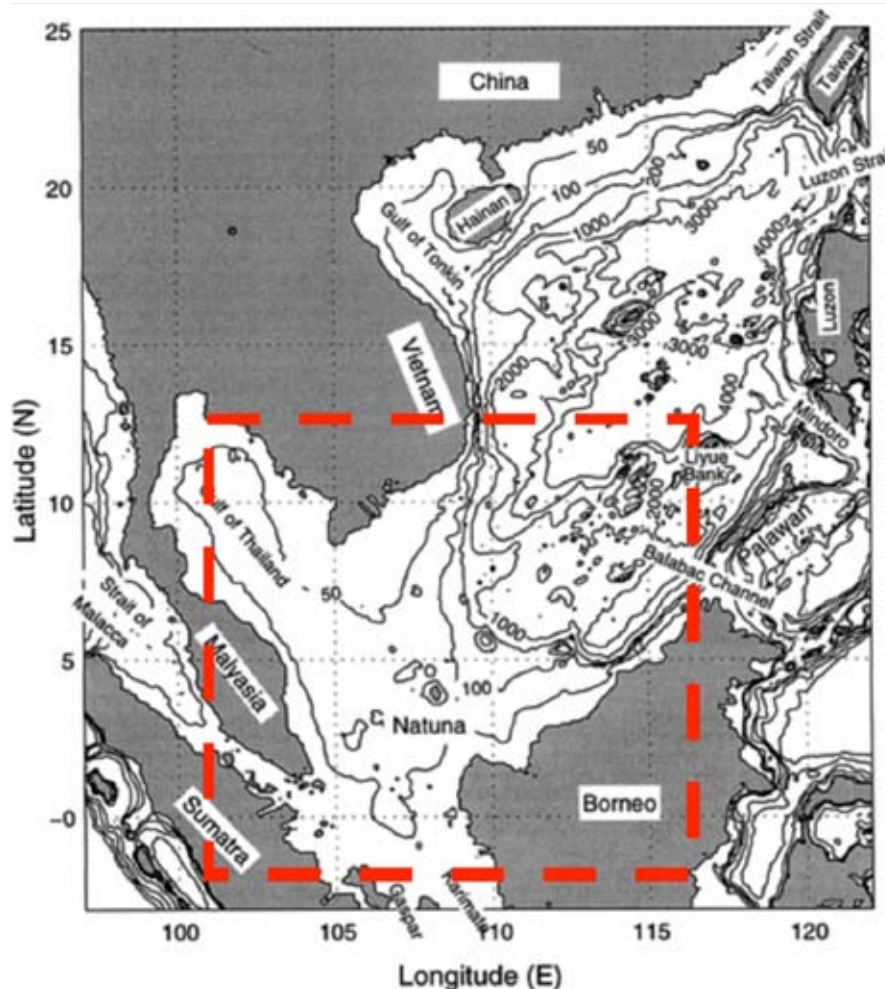 25
20
15
10
5
−0
Latitude (N)
100
105
110
115
120
Longitude (E)
China
Taiwan Strait
Taiwan
Luzon Strait
50
100
200
1000
3000
4000
Hainan
Gulf of Tonkin
Luzon
3000
3000
2000
Vietnam
4000
Mindoro
Liyue
Bank
2000
Palawan
Balabac Channel
Gulf of Thailand
50
1000
Strait of
Malacca
Malyasia
100
Natuna
Borneo
Sumatra
Gaspar
Karimata